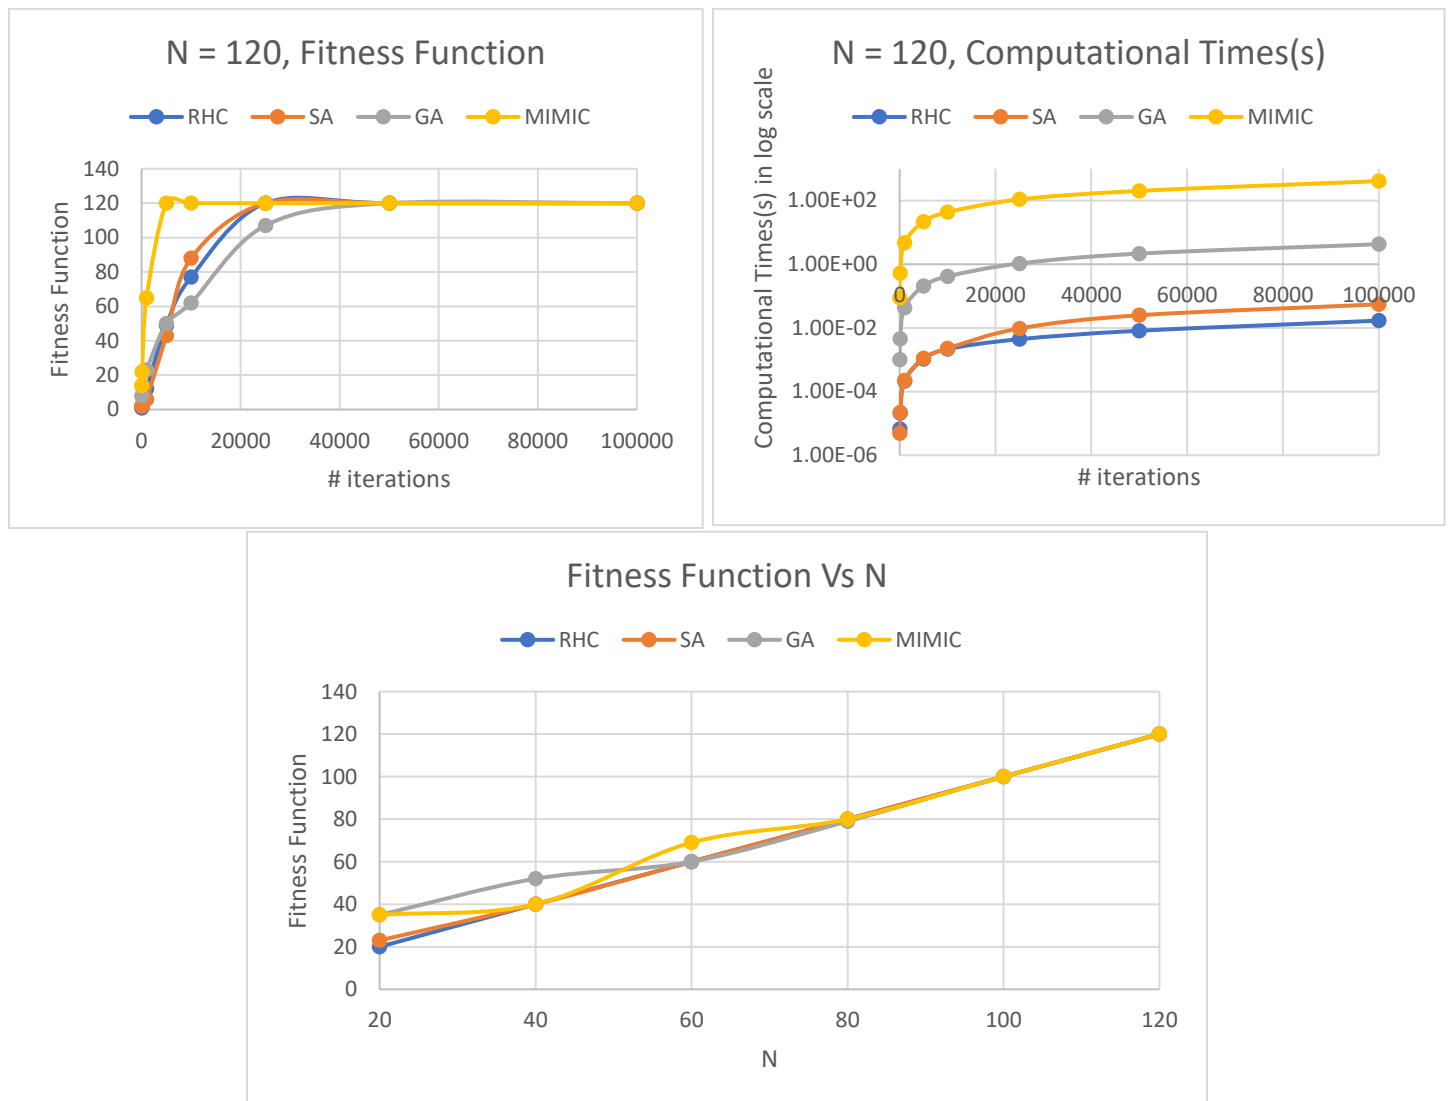 N = 120, Fitness Function
RHC SA GA MIMIC
Fitness Function
140
120
100
80
60
40
20
0
0 20000 40000 60000 80000 100000
# iterations
N = 120, Computational Times(s)
RHC SA GA MIMIC
Computational Times(s) in log scale
1.00E+02
1.00E+00
1.00E-02
1.00E-04
1.00E-06
0 20000 40000 60000 80000 100000
# iterations
Fitness Function Vs N
RHC SA GA MIMIC
Fitness Function
140
120
100
80
60
40
20
0
20 40 60 80 100 120
N